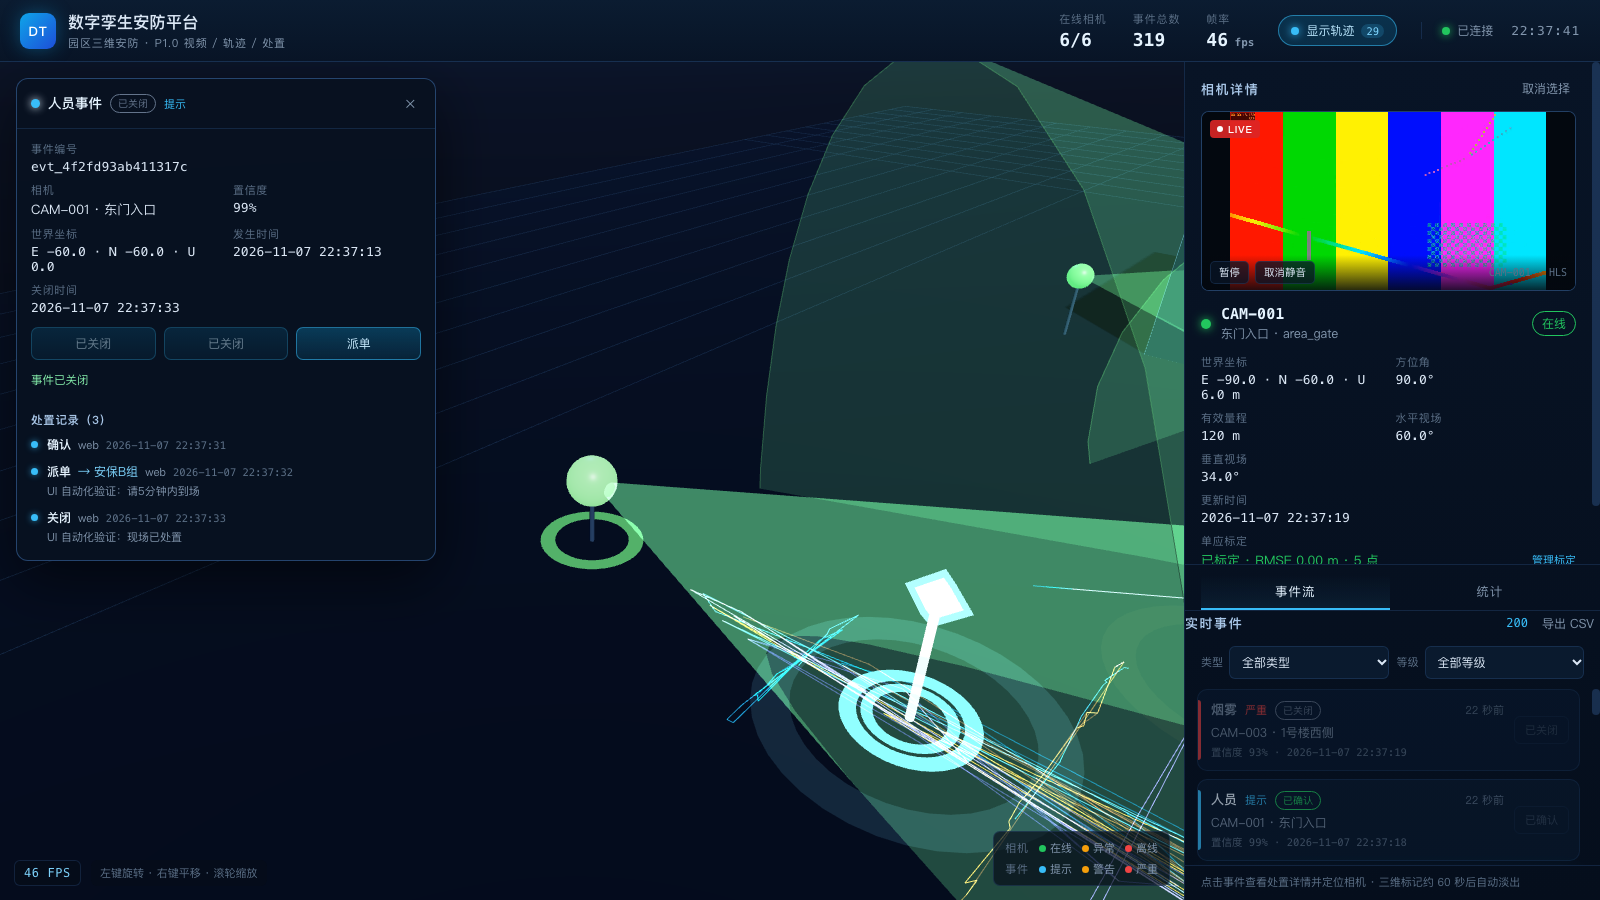 DT
数字孪生安防平台
园区三维安防 · P1.0 视频 / 轨迹 / 处置
在线相机
6/6
事件总数
319
帧率
46 fps
显示轨迹 29
已连接
22:37:41
人员事件 已关闭 提示 ×
事件编号
evt_4f2fd93ab411317c
相机
CAM-001 · 东门入口
置信度
99%
世界坐标
E -60.0 · N -60.0 · U
0.0
发生时间
2026-11-07 22:37:13
关闭时间
2026-11-07 22:37:33
已关闭
已关闭
派单
事件已关闭
处置记录 (3)
确认 web 2026-11-07 22:37:31
派单 → 安保B组 web 2026-11-07 22:37:32
UI 自动化验证：请5分钟内到场
关闭 web 2026-11-07 22:37:33
UI 自动化验证：现场已处置
46 FPS
左键旋转 · 右键平移 · 滚轮缩放
相机 在线 异常 离线
事件 提示 警告 严重
相机详情
取消选择
LIVE
暂停
取消静音
HLS
CAM-001
东门入口 · area_gate
在线
世界坐标
E -90.0 · N -60.0 · U
6.0 m
方位角
90.0°
有效量程
120 m
水平视场
60.0°
垂直视场
34.0°
更新时间
2026-11-07 22:37:19
单应标定
已标定 · RMSE 0.00 m · 5 点
管理标定
事件流
统计
实时事件
200
导出 CSV
类型 全部类型
等级 全部等级
烟雾 严重 已关闭 22 秒前
CAM-003 · 1号楼西侧
已关闭
置信度 93% · 2026-11-07 22:37:19
人员 提示 已确认 22 秒前
CAM-001 · 东门入口
已确认
置信度 99% · 2026-11-07 22:37:18
点击事件查看处置详情并定位相机 · 三维标记约 60 秒后自动淡出